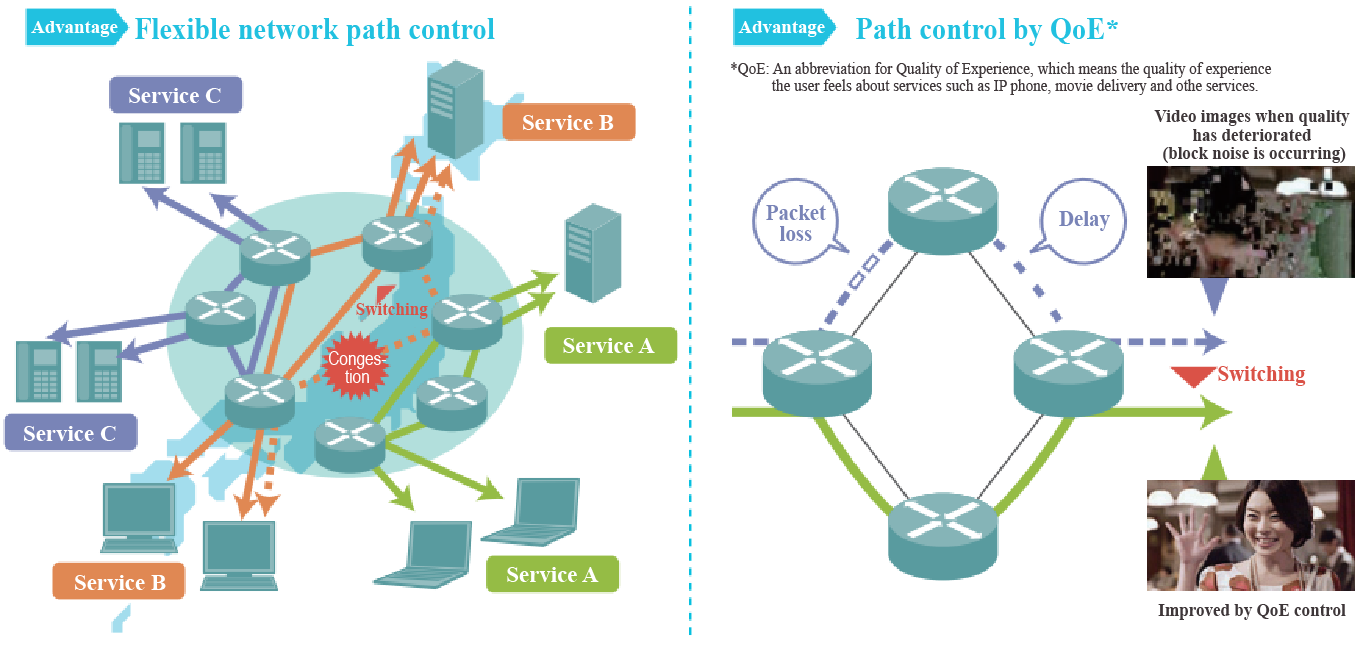 Advantage
Flexible network path control
Service C
Service B
Switching
Conges-
tion
Service A
Service C
Service B
Service A
Advantage
Path control by QoE*
*QoE: An abbreviation for Quality of Experience, which means the quality of experience
the user feels about services such as IP phone, movie delivery and othe services.
Video images when quality
has deteriorated
(block noise is occurring)
Packet
loss
Delay
Switching
Improved by QoE control